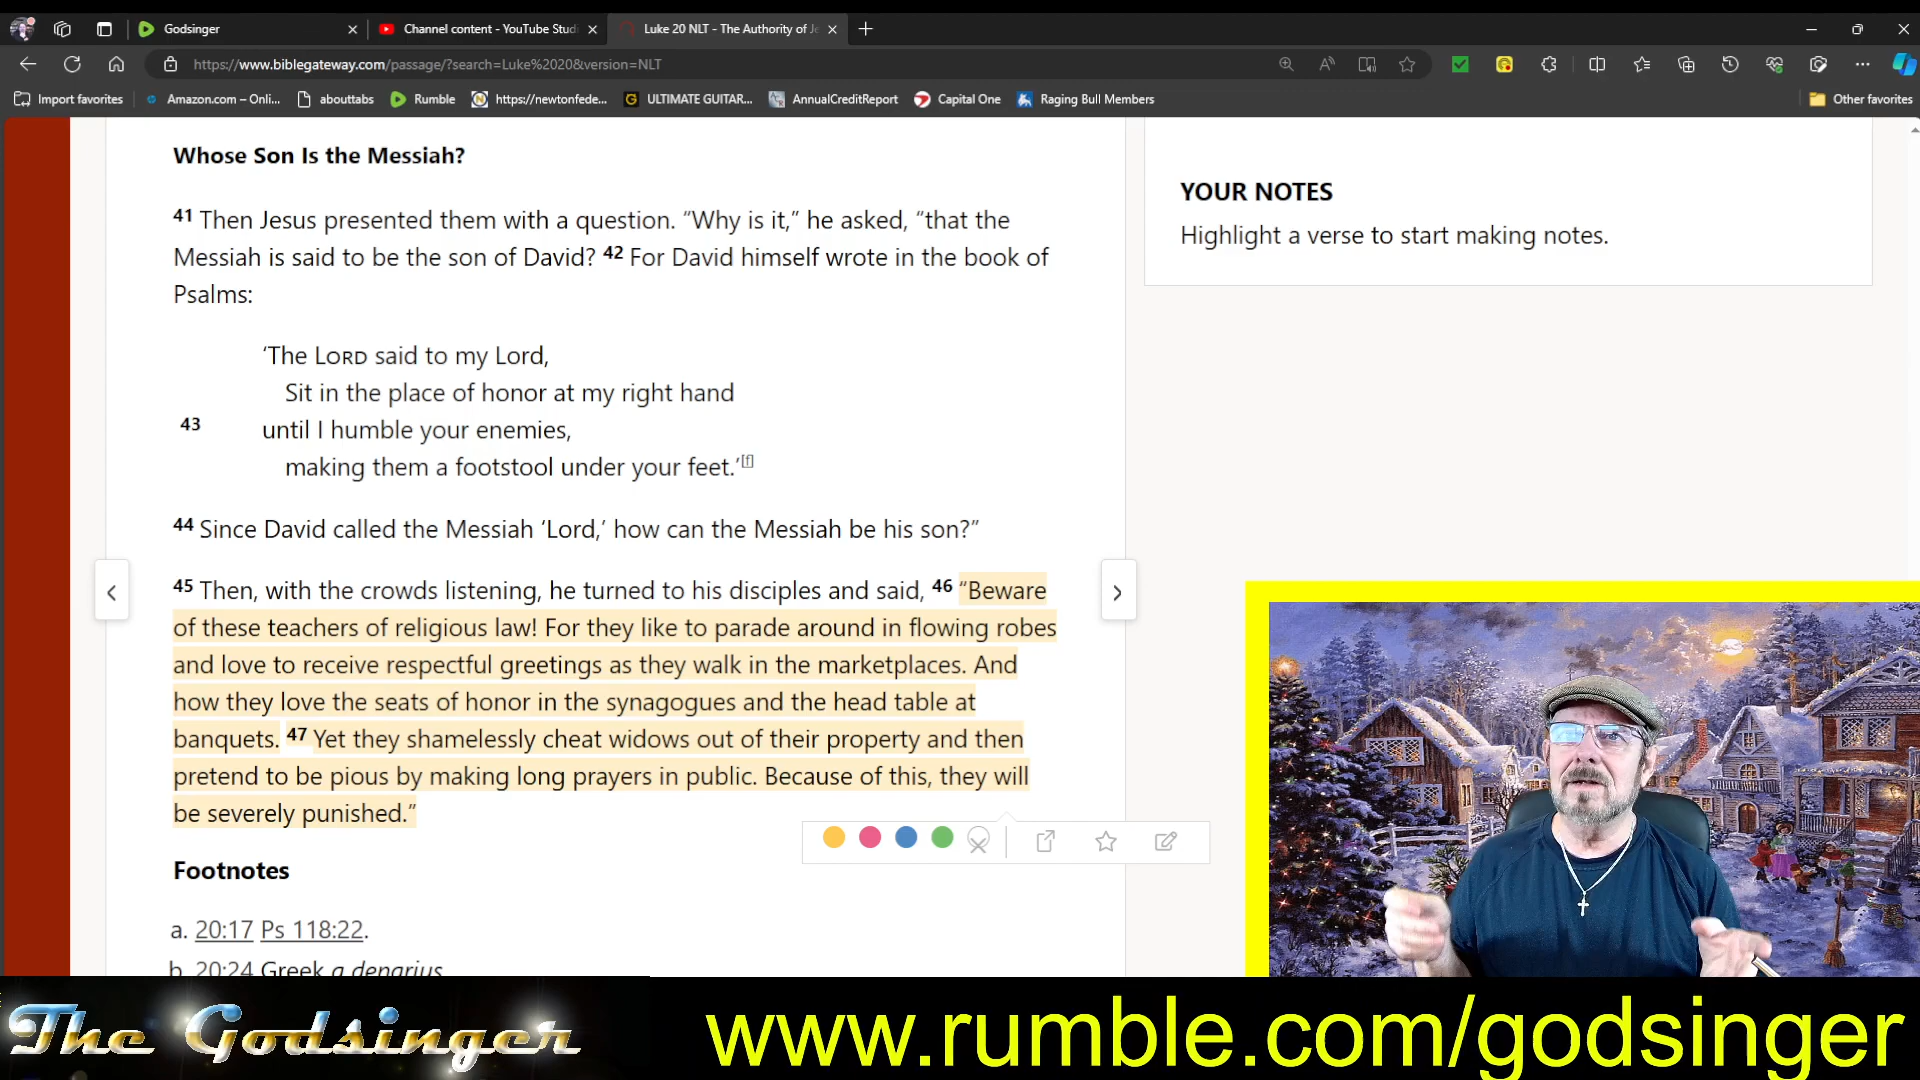 Godsinger
Channel content - YouTube Studi
Luke 20 NLT - The Authority of Je
https://www.biblegateway.com/passage/?search=Luke%2020&version=NLT
Import favorites
Amazon.com – Onli...
abouttabs
Rumble
https://newtonfede...
ULTIMATE GUITAR...
AnnualCreditReport
Capital One
Raging Bull Members
Other favorites
Whose Son Is the Messiah?
41 Then Jesus presented them with a question. “Why is it,” he asked, “that the
Messiah is said to be the son of David? 42 For David himself wrote in the book of
Psalms:
‘The LORD said to my Lord,
Sit in the place of honor at my right hand
43 until I humble your enemies,
making them a footstool under your feet.’[f]
44 Since David called the Messiah ‘Lord,’ how can the Messiah be his son?”
45 Then, with the crowds listening, he turned to his disciples and said, 46 “Beware
of these teachers of religious law! For they like to parade around in flowing robes
and love to receive respectful greetings as they walk in the marketplaces. And
how they love the seats of honor in the synagogues and the head table at
banquets. 47 Yet they shamelessly cheat widows out of their property and then
pretend to be pious by making long prayers in public. Because of this, they will
be severely punished.”
Footnotes
a. 20:17 Ps 118:22.
b. 20:24 Greek a denarius
YOUR NOTES
Highlight a verse to start making notes.
The Godsinger
www.rumble.com/godsinger